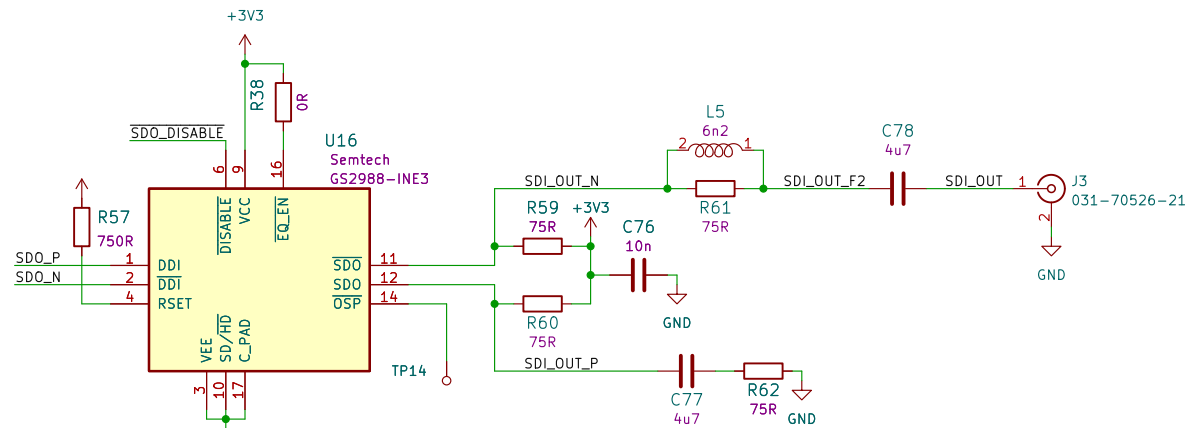 +3V3
R38
0R
SDO_DISABLE
U16
Semtech
GS2988-INE3
6
9
16
DISABLE
VCC
EQ_EN
R57
750R
SDO_P
1
DDI
SDO_N
2
DDI
4
RSET
SDO
11
SDO
12
OSP
14
VEE
SD/HD
C_PAD
3
10
17
TP14
SDI_OUT_N
R59
75R
+3V3
C76
10n
GND
R60
75R
SDI_OUT_P
C77
4u7
R62
75R
GND
L5
6n2
2
1
R61
75R
SDI_OUT_F2
C78
4u7
SDI_OUT
1
J3
031-70526-21
2
GND